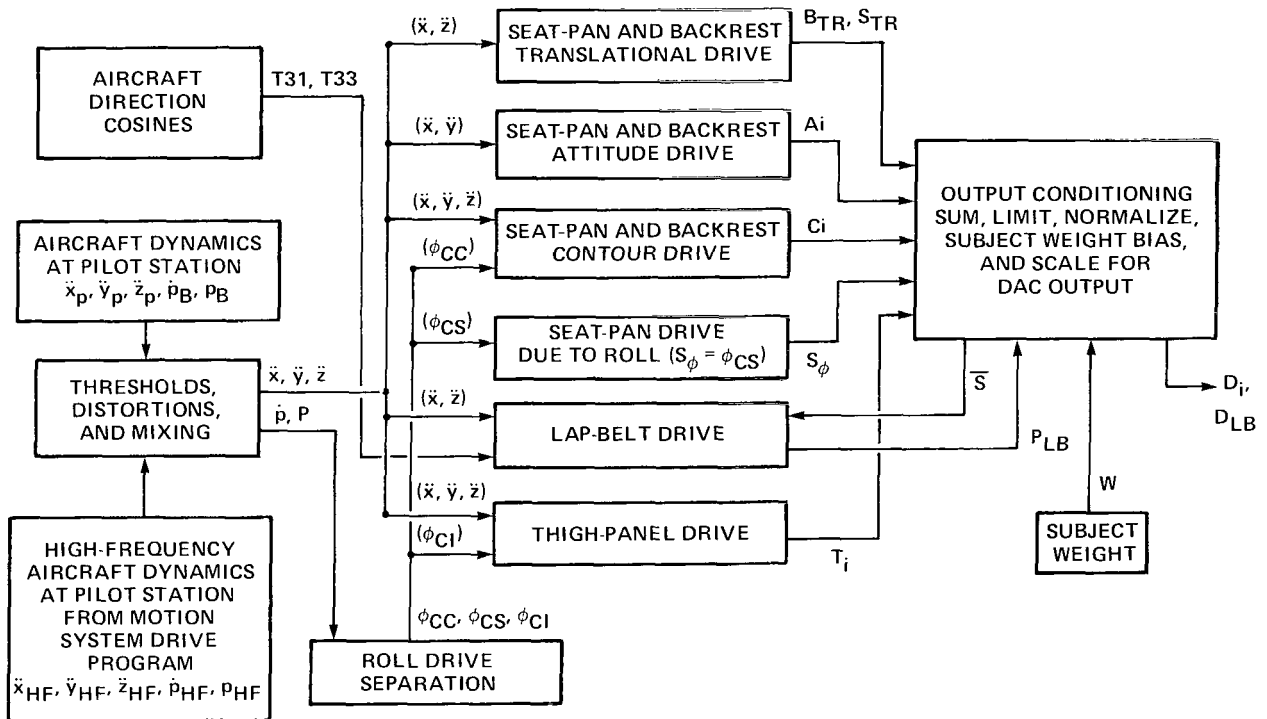 AIRCRAFT
DIRECTION
COSINES
T31, T33
AIRCRAFT DYNAMICS
AT PILOT STATION
ẍp, ÿp, z̈p, ṗB, pB
THRESHOLDS,
DISTORTIONS,
AND MIXING
ẍ, ÿ, z̈
ṗ, P
HIGH-FREQUENCY
AIRCRAFT DYNAMICS
AT PILOT STATION
FROM MOTION
SYSTEM DRIVE
PROGRAM
ẍHF, ÿHF, z̈HF, ṗHF, pHF
ROLL DRIVE
SEPARATION
ϕCC, ϕCS, ϕCI
(ẍ, z̈)
SEAT-PAN AND BACKREST
TRANSLATIONAL DRIVE
BTR, STR
(ẍ, ÿ)
SEAT-PAN AND BACKREST
ATTITUDE DRIVE
Ai
(ẍ, ÿ, z̈)
(ϕCC)
SEAT-PAN AND BACKREST
CONTOUR DRIVE
Ci
(ϕCS)
SEAT-PAN DRIVE
DUE TO ROLL (Sϕ = ϕCS)
Sϕ
(ẍ, z̈)
LAP-BELT DRIVE
S̅
PLB
(ẍ, ÿ, z̈)
(ϕCI)
THIGH-PANEL DRIVE
Ti
OUTPUT CONDITIONING
SUM, LIMIT, NORMALIZE,
SUBJECT WEIGHT BIAS,
AND SCALE FOR
DAC OUTPUT
W
SUBJECT
WEIGHT
Di,
DLB